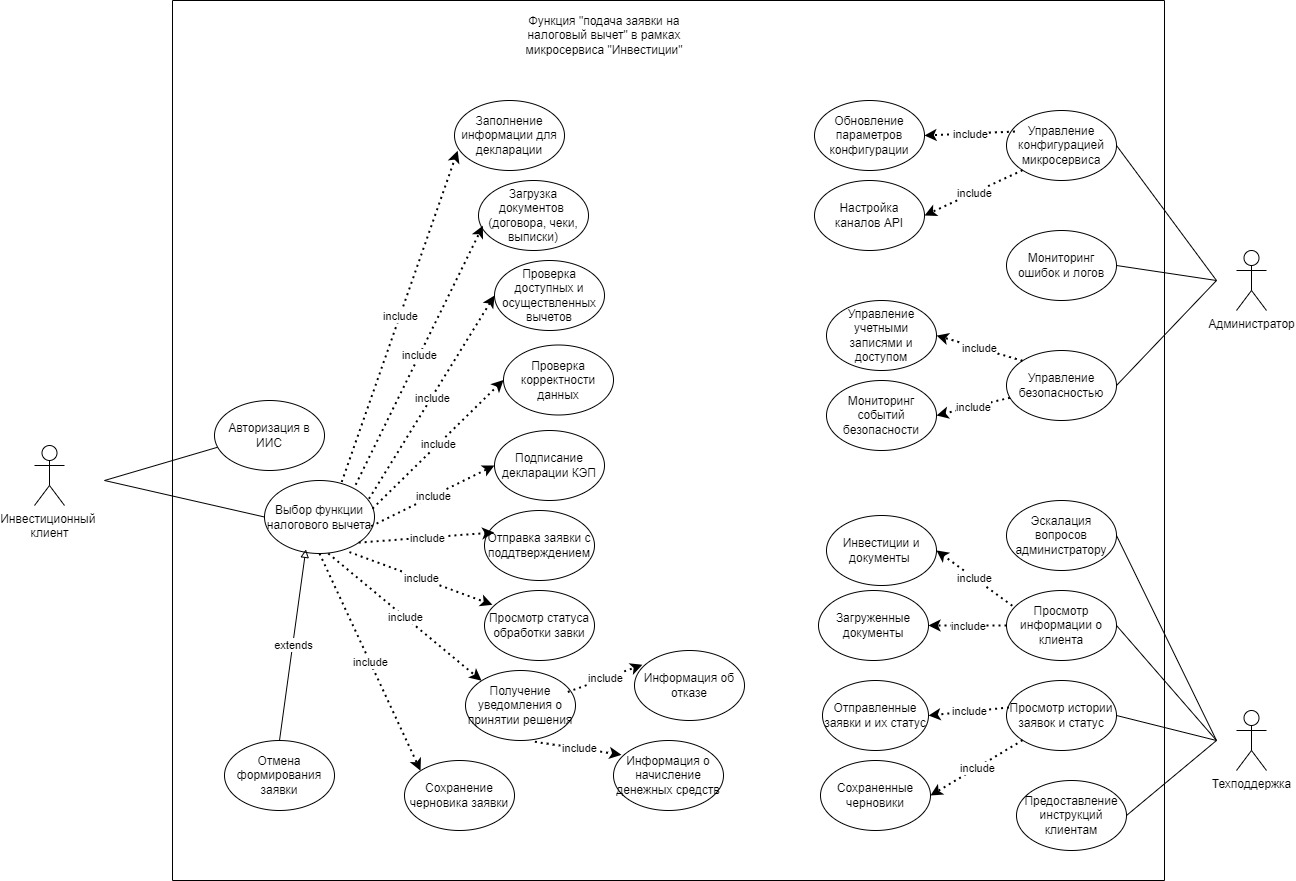 Функция "подача заявки на
налоговый вычет" в рамках
микросервиса "Инвестиции"
Заполнение
информации для
декларации
Загрузка
документов
(договора, чеки,
выписки)
Проверка
доступных и
осуществленных
вычетов
Проверка
корректности
данных
Подписание
декларации КЭП
Отправка заявки с
поддтверждением
Просмотр статуса
обработки завки
Получение
уведомления о
принятии решения
Информация об
отказе
Информация о
начисление
денежных средств
Сохранение
черновика заявки
Отмена
формирования
заявки
Авторизация в
ИИС
Выбор функции
налогового вычета
Инвестиционный
клиент
include
include
include
include
include
include
include
include
include
include
include
extends
Обновление
параметров
конфигурации
include
Управление
конфигурацией
микросервиса
Настройка
каналов API
include
Мониторинг
ошибок и логов
Администратор
Управление
учетными
записями и
доступом
include
Управление
безопасностью
Мониторинг
событий
безопасности
include
Эскалация
вопросов
администратору
Инвестиции и
документы
include
Загруженные
документы
include
Просмотр
информации о
клиента
Отправленные
заявки и их статус
include
Просмотр истории
заявок и статус
Сохраненные
черновики
include
Предоставление
инструкций
клиентам
Техподдержка